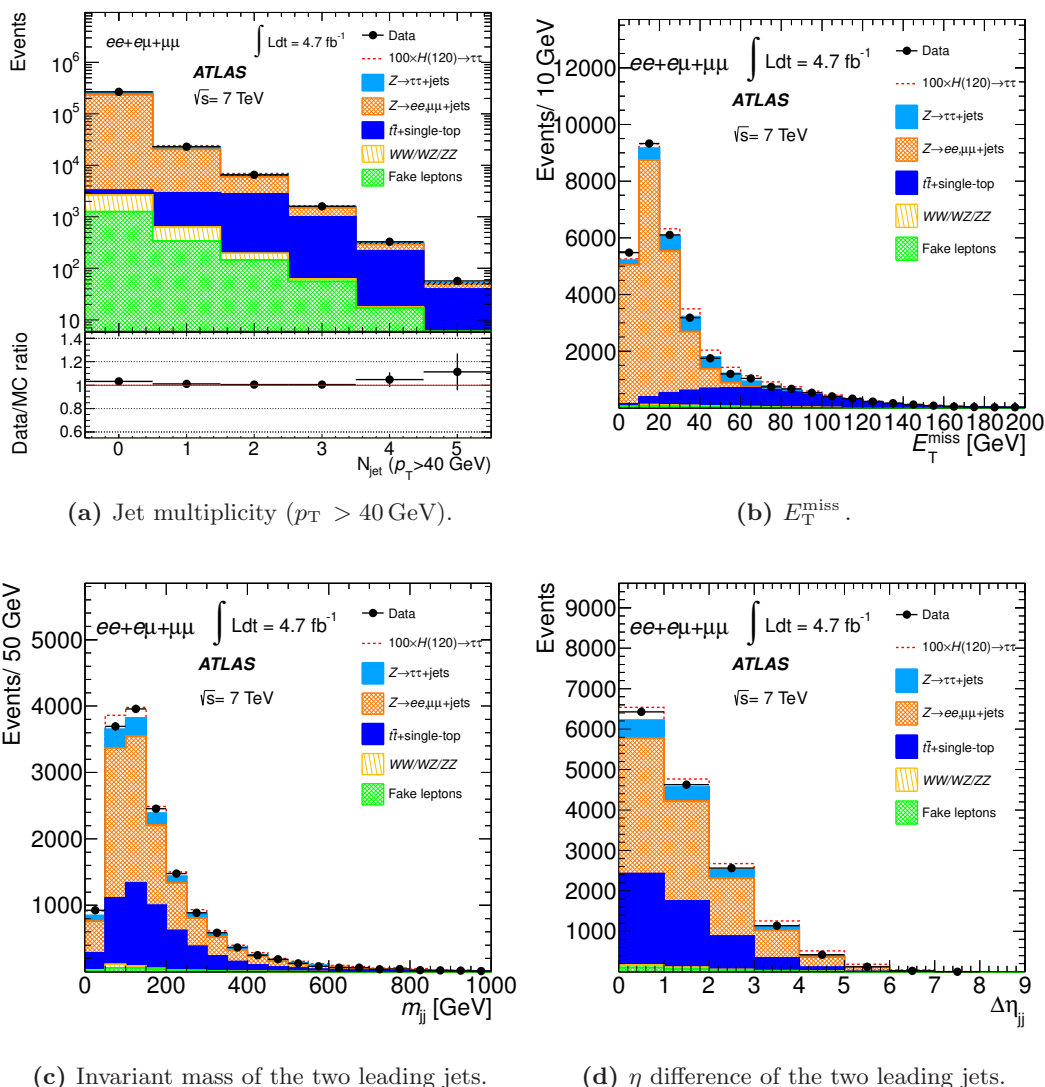 Events
10⁶
10⁵
10⁴
10³
10²
10
ee+eμ+μμ
∫ Ldt = 4.7 fb⁻¹
ATLAS
√s= 7 TeV
Data
100×H(120)→ττ
Z→ττ+jets
Z→ee,μμ+jets
tt̄+single-top
WW/WZ/ZZ
Fake leptons
Data/MC ratio
1.4
1.2
1
0.8
0.6
0 1 2 3 4 5
N_jet (p_T>40 GeV)
(a) Jet multiplicity (p_T > 40 GeV).
Events/ 10 GeV
12000
10000
8000
6000
4000
2000
ee+eμ+μμ
∫ Ldt = 4.7 fb⁻¹
ATLAS
√s= 7 TeV
Data
100×H(120)→ττ
Z→ττ+jets
Z→ee,μμ+jets
tt̄+single-top
WW/WZ/ZZ
Fake leptons
0 20 40 60 80 100 120 140 160 180 200
E_T^miss [GeV]
(b) E_T^miss.
Events/ 50 GeV
5000
4000
3000
2000
1000
ee+eμ+μμ
∫ Ldt = 4.7 fb⁻¹
ATLAS
√s= 7 TeV
Data
100×H(120)→ττ
Z→ττ+jets
Z→ee,μμ+jets
tt̄+single-top
WW/WZ/ZZ
Fake leptons
0 200 400 600 800 1000
m_jj [GeV]
(c) Invariant mass of the two leading jets.
Events
9000
8000
7000
6000
5000
4000
3000
2000
1000
ee+eμ+μμ
∫ Ldt = 4.7 fb⁻¹
ATLAS
√s= 7 TeV
Data
100×H(120)→ττ
Z→ττ+jets
Z→ee,μμ+jets
tt̄+single-top
WW/WZ/ZZ
Fake leptons
0 1 2 3 4 5 6 7 8 9
Δη_jj
(d) η difference of the two leading jets.